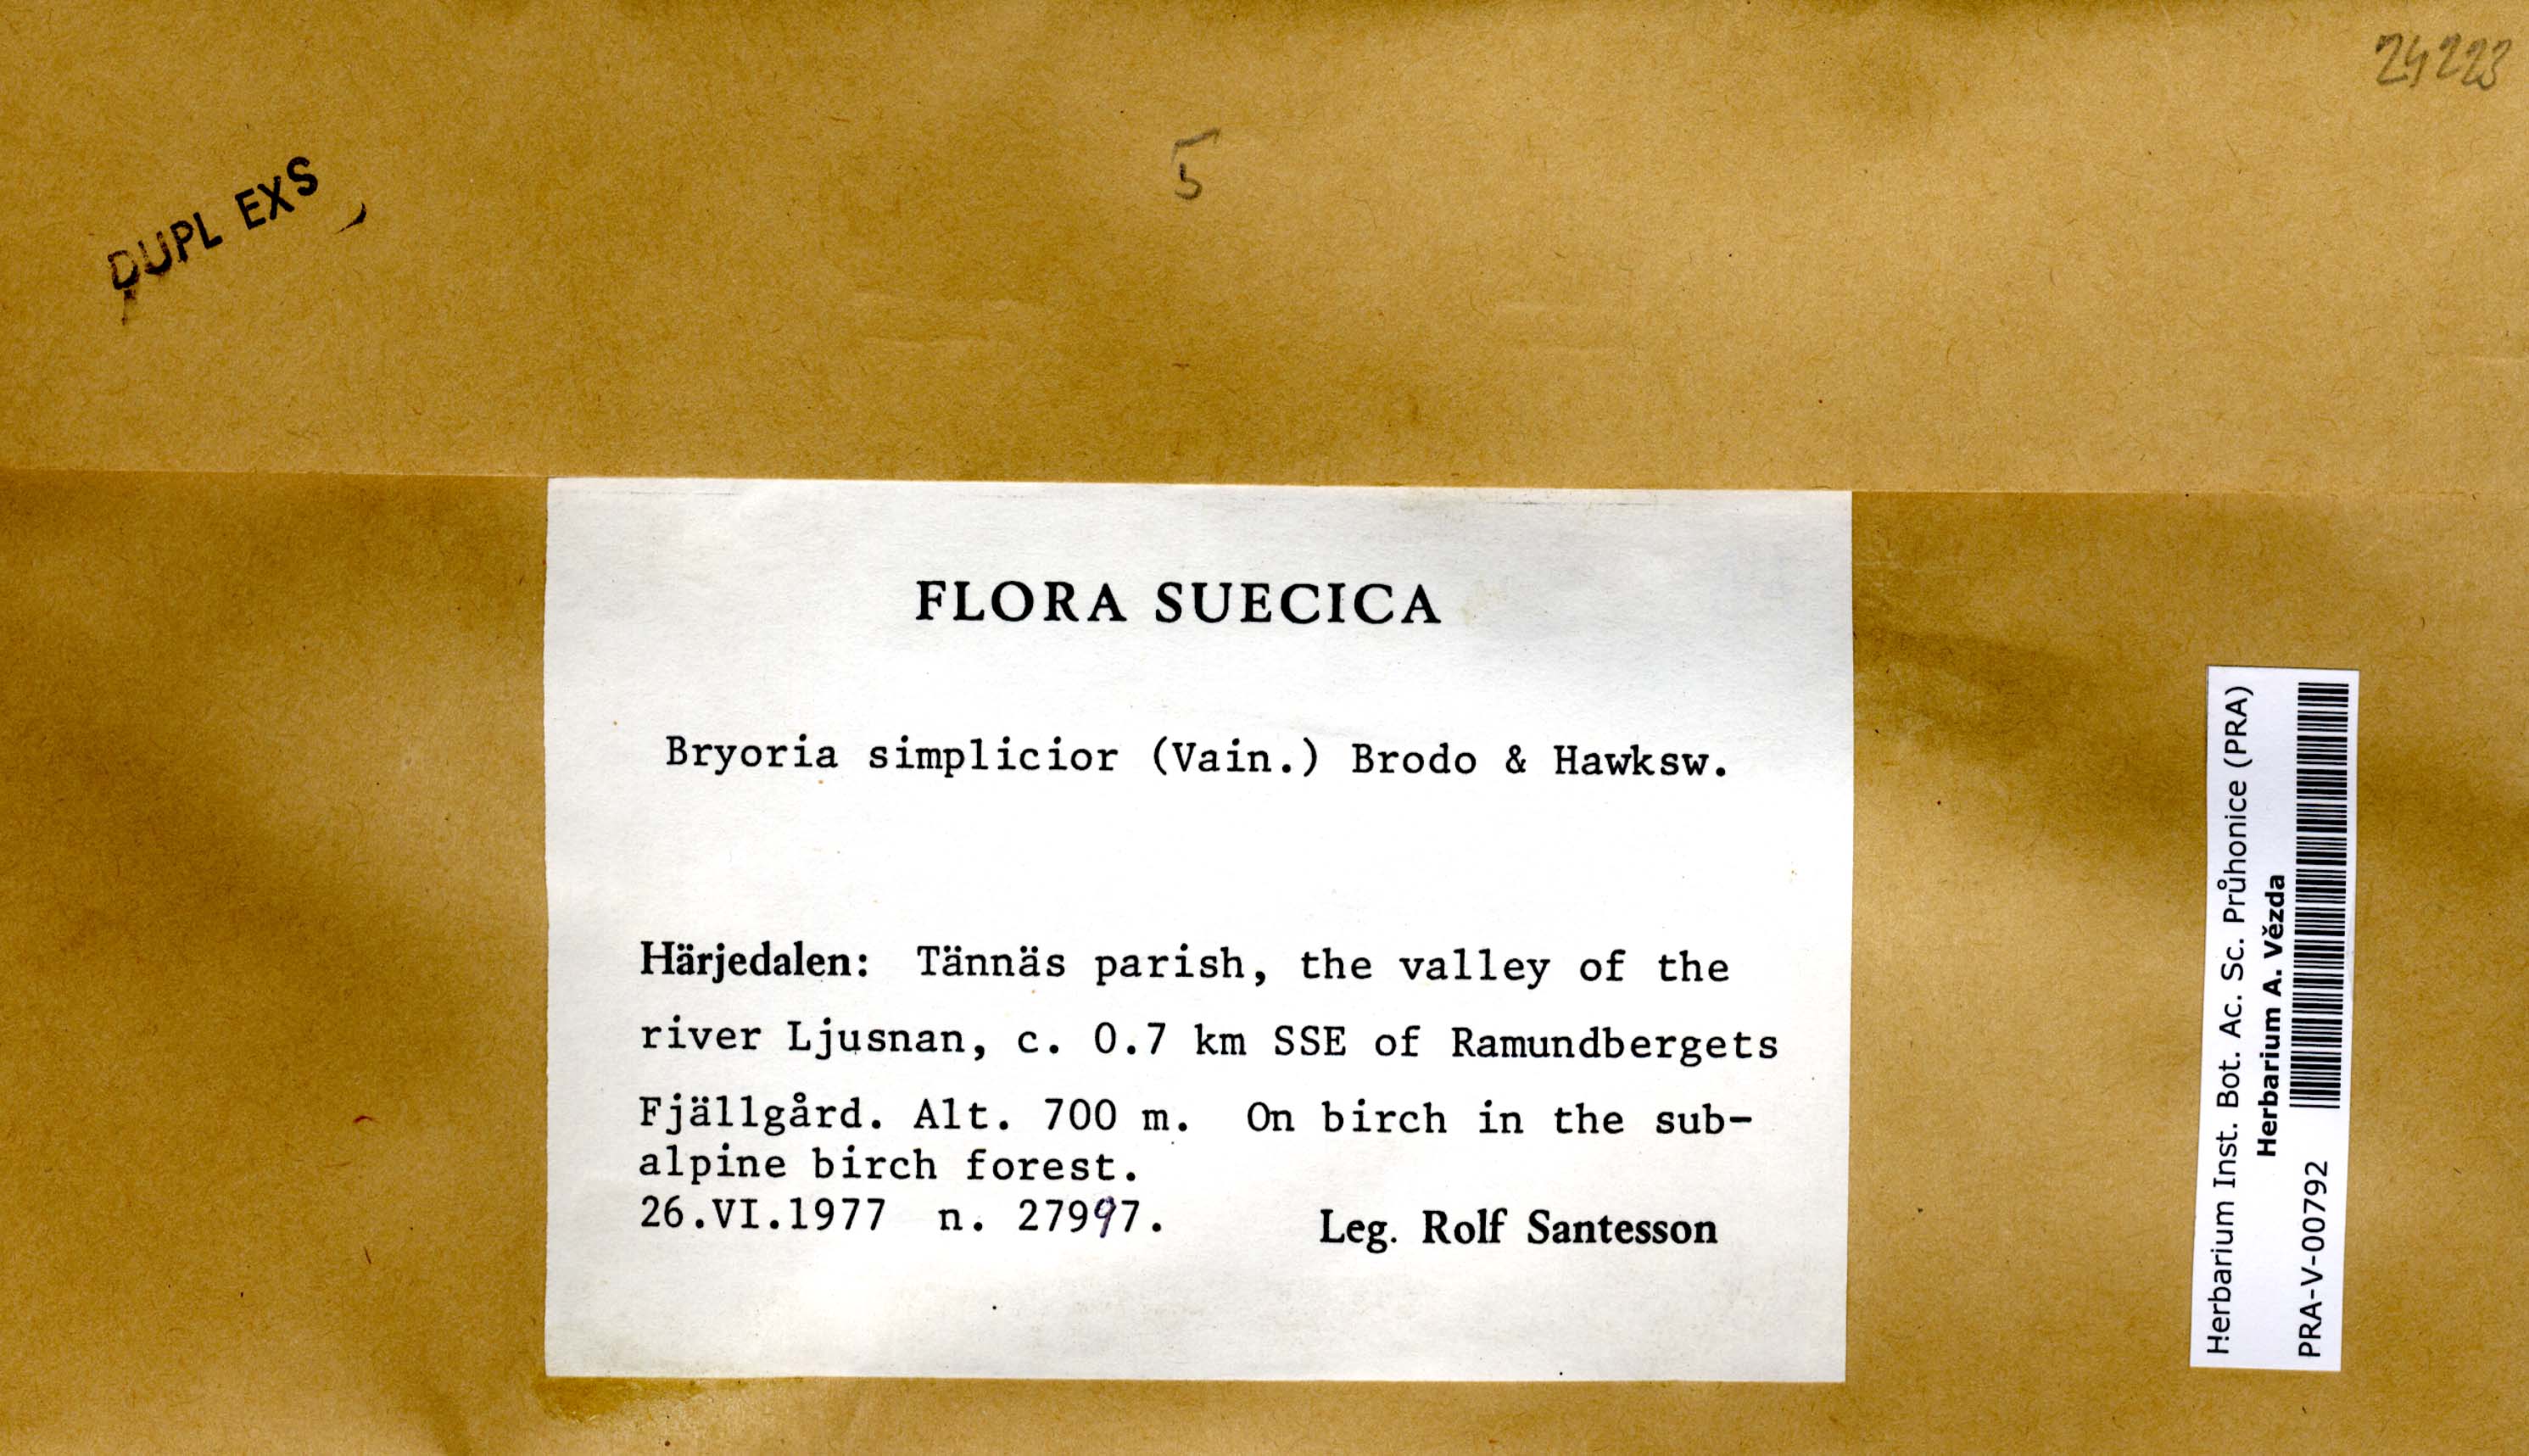 24223
5
DUPL EXS
FLORA SUECICA
Bryoria simplicior (Vain.) Brodo & Hawksw.
Härjedalen: Tännäs parish, the valley of the
river Ljusnan, c. 0.7 km SSE of Ramundbergets
Fjällgård. Alt. 700 m. On birch in the sub-
alpine birch forest.
26.VI.1977 n. 27997.
Leg. Rolf Santesson
Herbarium Inst. Bot. Ac. Sc. Průhonice (PRA)
Herbarium A. Vězda
PRA-V-00792